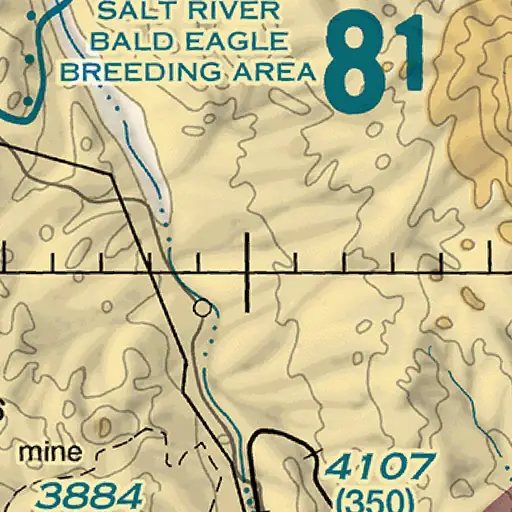 SALT RIVER
BALD EAGLE
BREEDING AREA
81
mine
4107
(350)
3884